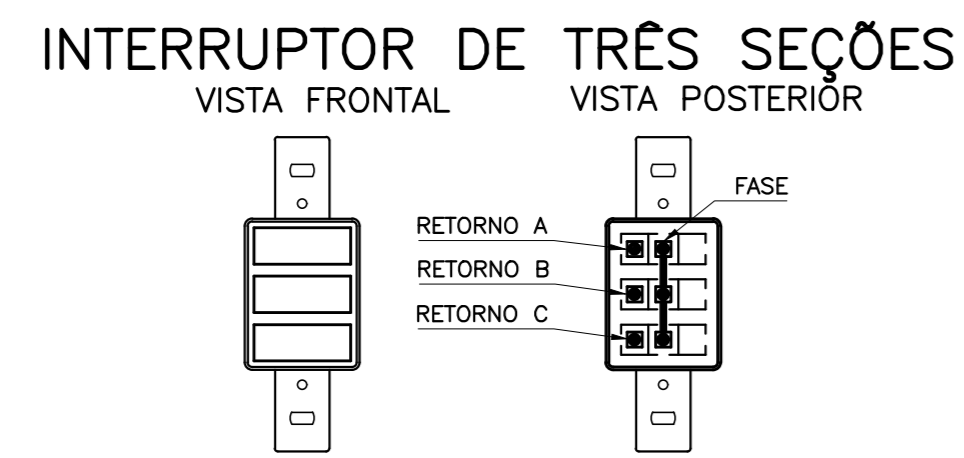 INTERRUPTOR DE TRÊS SEÇÕES
VISTA FRONTAL
VISTA POSTERIOR
FASE
RETORNO A
RETORNO B
RETORNO C